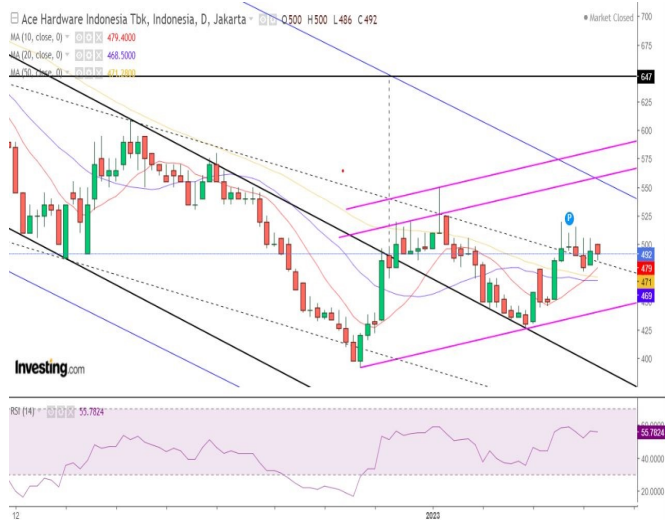 Ace Hardware Indonesia Tbk, Indonesia, D, Jakarta
O500 H500 L486 C492
Market Closed
MA (10, close, 0) 479.4000
MA (20, close, 0) 468.5000
MA (50, close, 0)
700
647
625
600
575
550
525
500
P
492
479
471
469
450
425
400
Investing.com
RSI (14) 55.7824
55.7824
40.0000
20.0000
12
2023